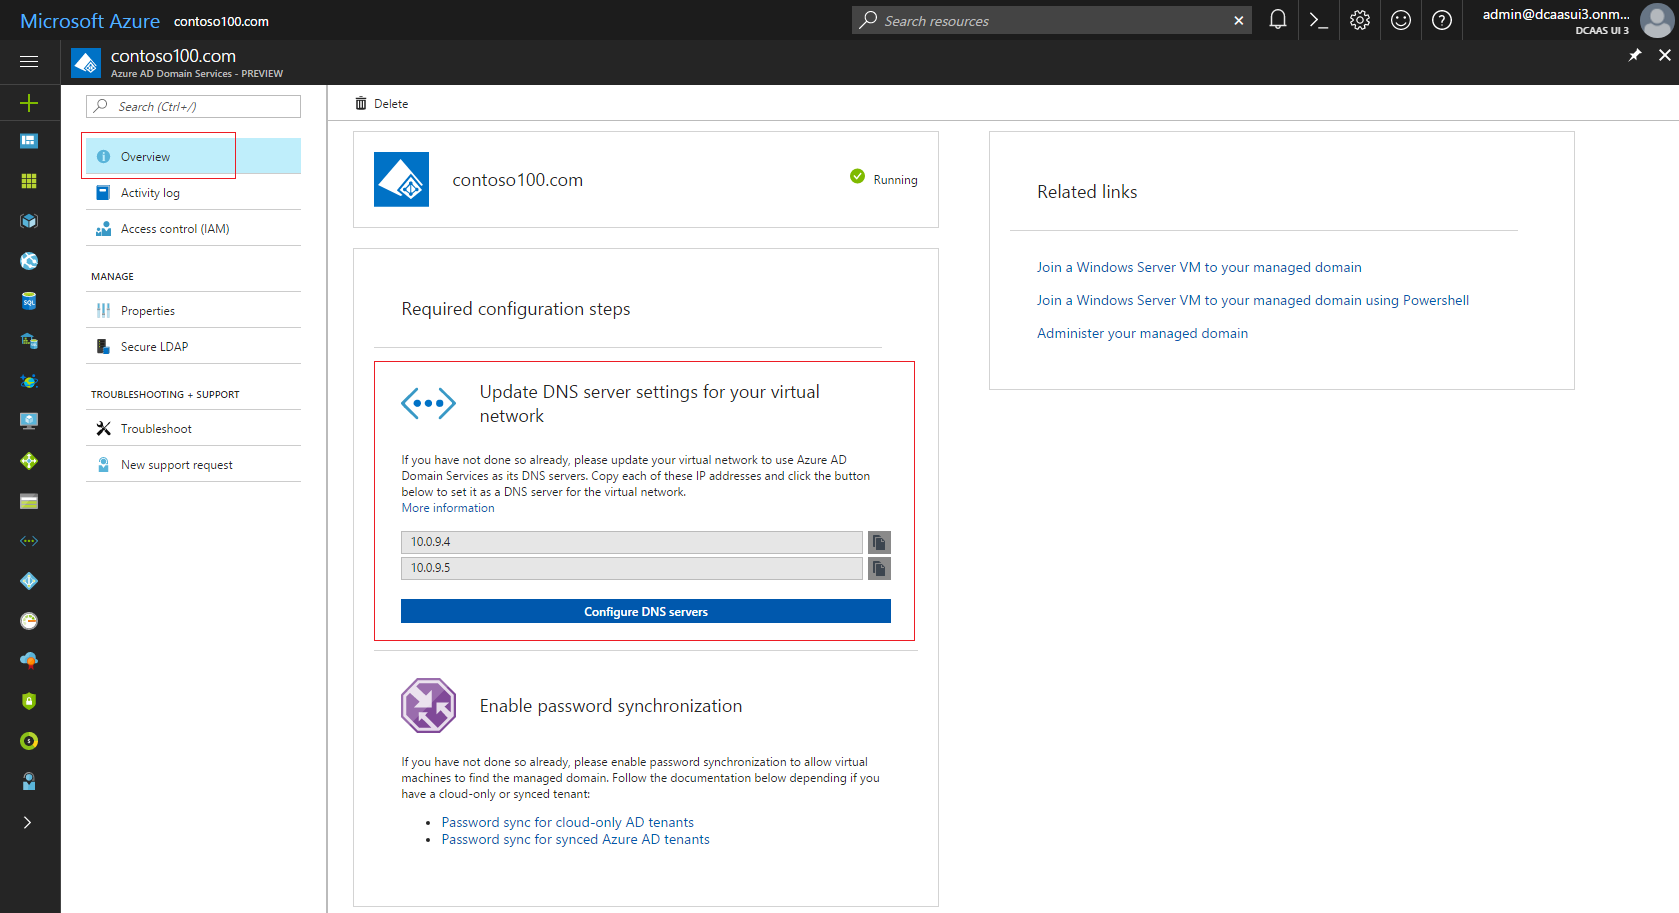 Microsoft Azure contoso100.com
Search resources
admin@dcaasui3.onm...
DCAAS UI 3
contoso100.com
Azure AD Domain Services - PREVIEW
Search (Ctrl+/)
Overview
Activity log
Access control (IAM)
MANAGE
Properties
Secure LDAP
TROUBLESHOOTING + SUPPORT
Troubleshoot
New support request
Delete
contoso100.com
Running
Required configuration steps
Update DNS server settings for your virtual
network
If you have not done so already, please update your virtual network to use Azure AD
Domain Services as its DNS servers. Copy each of these IP addresses and click the button
below to set it as a DNS server for the virtual network.
More information
10.0.9.4
10.0.9.5
Configure DNS servers
Enable password synchronization
If you have not done so already, please enable password synchronization to allow virtual
machines to find the managed domain. Follow the documentation below depending if you
have a cloud-only or synced tenant:
• Password sync for cloud-only AD tenants
• Password sync for synced Azure AD tenants
Related links
Join a Windows Server VM to your managed domain
Join a Windows Server VM to your managed domain using Powershell
Administer your managed domain